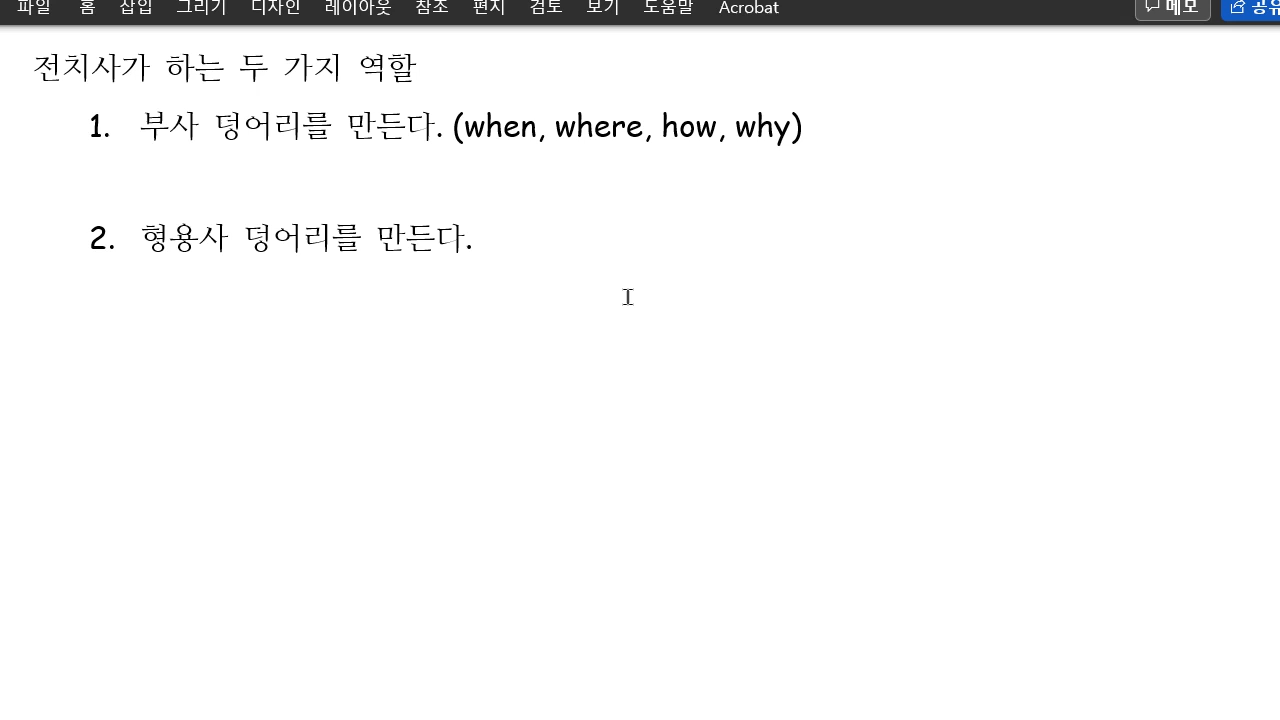 파일 홈 삽입 그리기 디자인 레이아웃 참조 편지 검토 보기 도움말 Acrobat 메모 공유
전치사가 하는 두 가지 역할
1. 부사 덩어리를 만든다. (when, where, how, why)
2. 형용사 덩어리를 만든다.